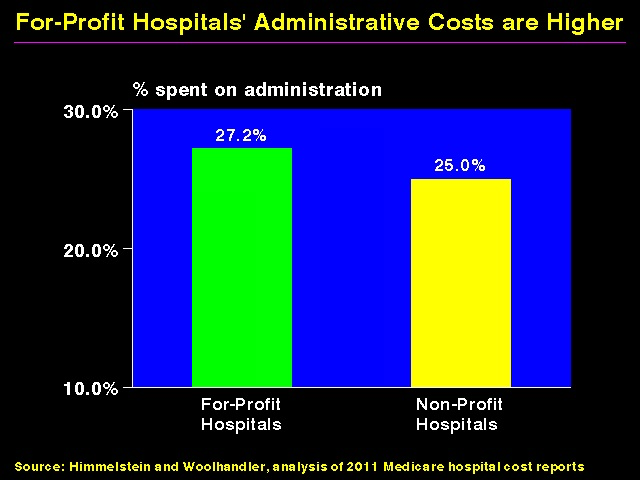 For-Profit Hospitals' Administrative Costs are Higher
% spent on administration
30.0%
27.2%
25.0%
20.0%
10.0%
For-Profit
Hospitals
Non-Profit
Hospitals
Source: Himmelstein and Woolhandler, analysis of 2011 Medicare hospital cost reports